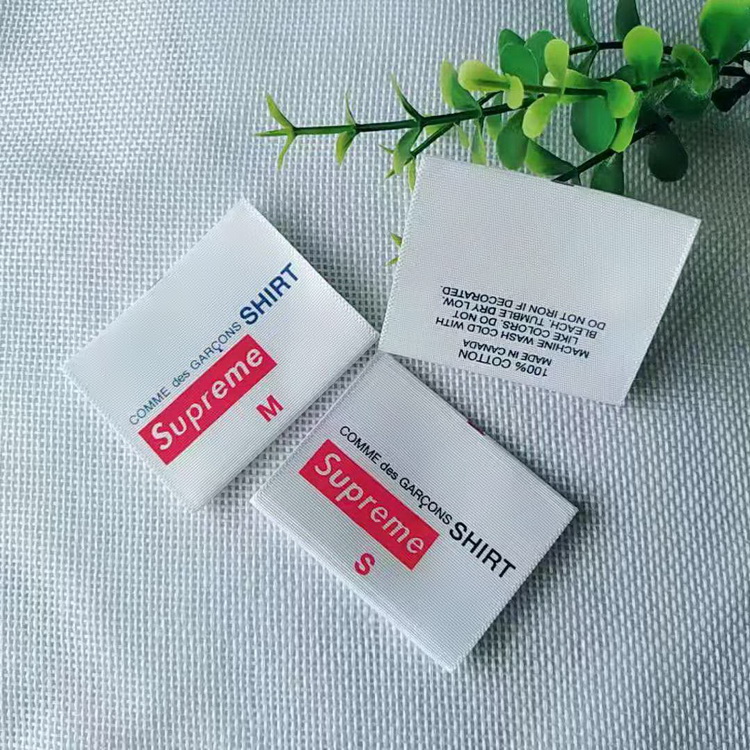 COMME des GARÇONS SHIRT
Supreme
M
COMME des GARÇONS SHIRT
Supreme
S
100% COTTON
MADE IN CANADA
MACHINE WASH COLD WITH
LIKE COLORS. DO NOT
BLEACH. TUMBLE DRY LOW.
DO NOT IRON IF DECORATED.